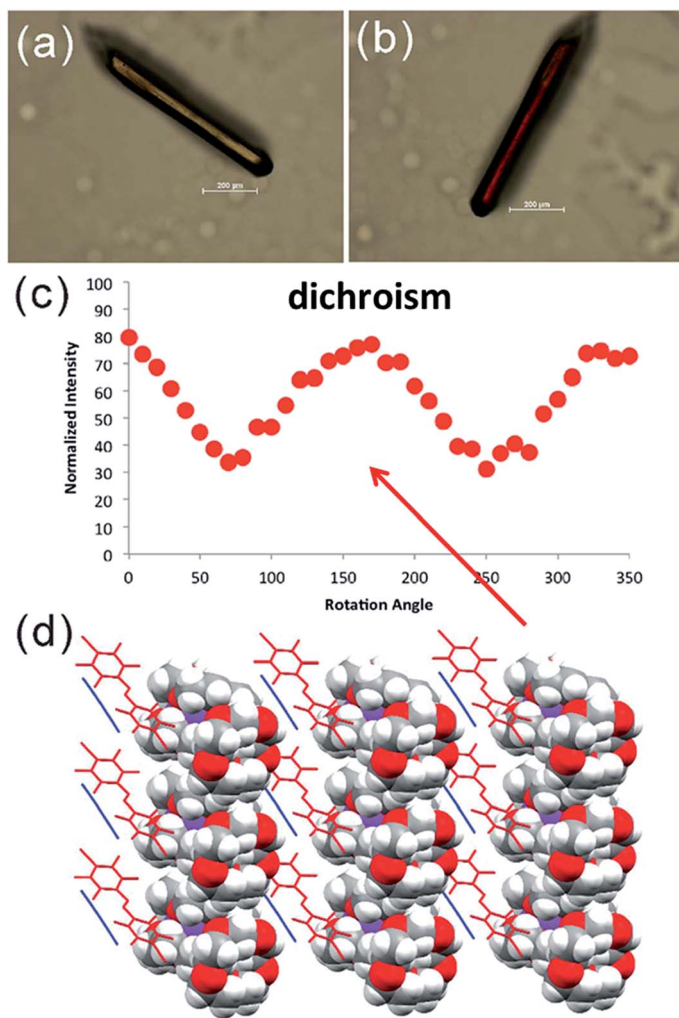 (a)
(b)
200 µm
200 µm
(c)
dichroism
100
90
80
70
60
50
40
30
20
10
0
Normalized Intensity
0 50 100 150 200 250 300 350
Rotation Angle
(d)